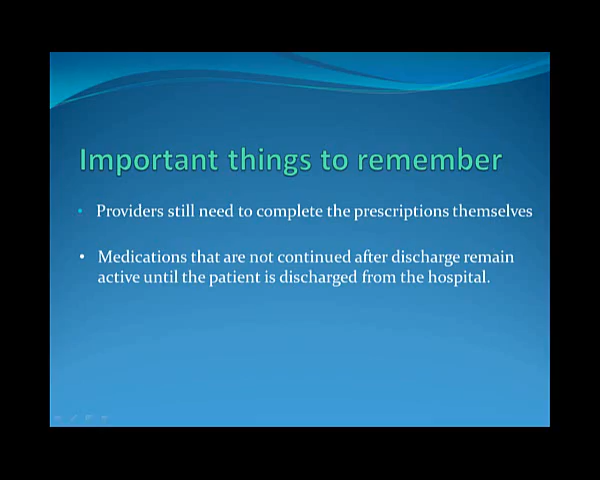 Important things to remember
• Providers still need to complete the prescriptions themselves
• Medications that are not continued after discharge remain
active until the patient is discharged from the hospital.